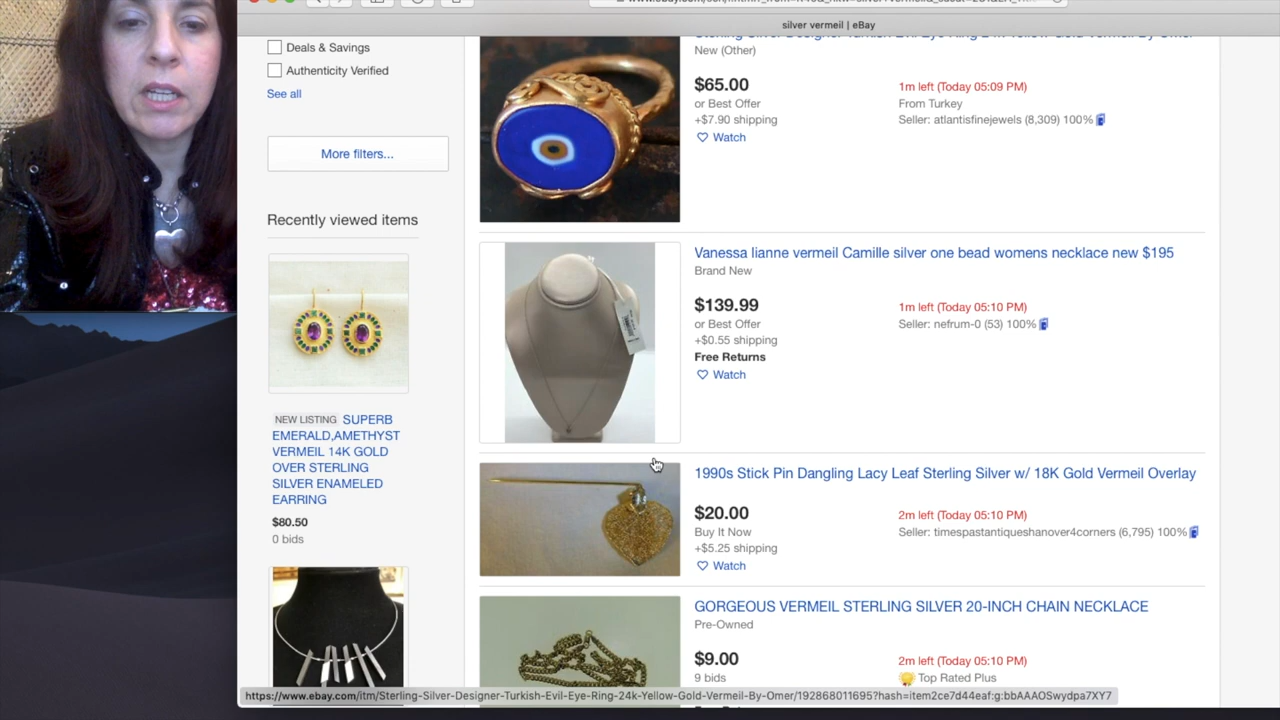 silver vermeil | eBay
Deals & Savings
Authenticity Verified
See all
More filters...
Recently viewed items
NEW LISTING SUPERB
EMERALD,AMETHYST
VERMEIL 14K GOLD
OVER STERLING
SILVER ENAMELED
EARRING
$80.50
0 bids
Sterling Silver Designer Turkish Evil Eye Ring 24k Yellow Gold Vermeil By Omer
New (Other)
$65.00
or Best Offer
+$7.90 shipping
Watch
1m left (Today 05:09 PM)
From Turkey
Seller: atlantisfinejewels (8,309) 100%
Vanessa lianne vermeil Camille silver one bead womens necklace new $195
Brand New
$139.99
or Best Offer
+$0.55 shipping
Free Returns
Watch
1m left (Today 05:10 PM)
Seller: nefrum-0 (53) 100%
1990s Stick Pin Dangling Lacy Leaf Sterling Silver w/ 18K Gold Vermeil Overlay
$20.00
Buy It Now
+$5.25 shipping
Watch
2m left (Today 05:10 PM)
Seller: timespastantiqueshanover4corners (6,795) 100%
GORGEOUS VERMEIL STERLING SILVER 20-INCH CHAIN NECKLACE
Pre-Owned
$9.00
9 bids
2m left (Today 05:10 PM)
Top Rated Plus
https://www.ebay.com/itm/Sterling-Silver-Designer-Turkish-Evil-Eye-Ring-24k-Yellow-Gold-Vermeil-By-Omer/192868011695?hash=item2ce7d44eaf:g:bbAAAOSwydpa7XY7